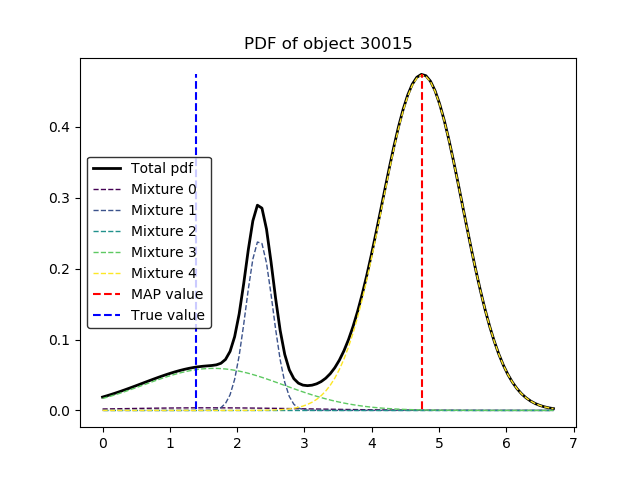 PDF of object 30015
0.4
0.3
0.2
0.1
0.0
Total pdf
Mixture 0
Mixture 1
Mixture 2
Mixture 3
Mixture 4
MAP value
True value
0 1 2 3 4 5 6 7